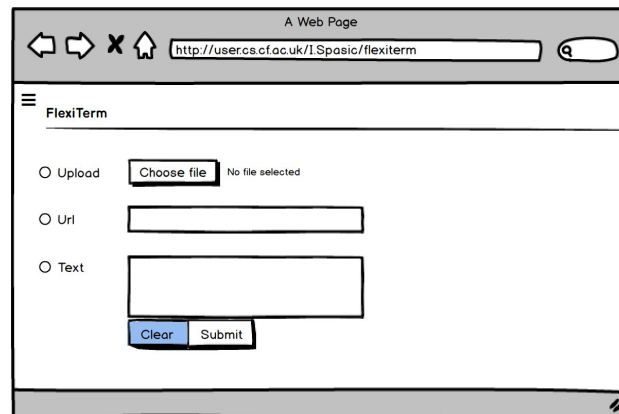 A Web Page
http://user.cs.cf.ac.uk/I.Spasic/flexiterm
FlexiTerm
Upload Choose file No file selected
Url
Text
Clear Submit